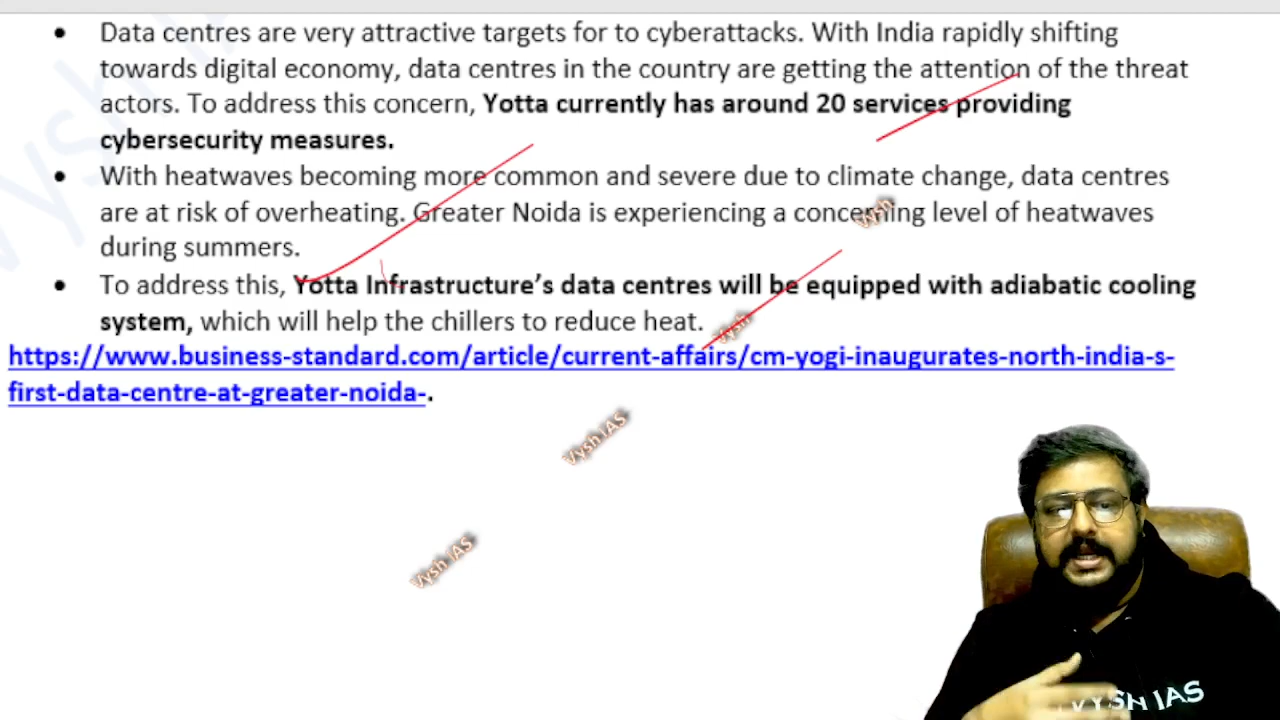 • Data centres are very attractive targets for to cyberattacks. With India rapidly shifting
towards digital economy, data centres in the country are getting the attention of the threat
actors. To address this concern, Yotta currently has around 20 services providing
cybersecurity measures.
• With heatwaves becoming more common and severe due to climate change, data centres
are at risk of overheating. Greater Noida is experiencing a concerning level of heatwaves
during summers.
• To address this, Yotta Infrastructure's data centres will be equipped with adiabatic cooling
system, which will help the chillers to reduce heat.
https://www.business-standard.com/article/current-affairs/cm-yogi-inaugurates-north-india-s-
first-data-centre-at-greater-noida-.
Vysh
Vysh
Vysh IAS
Vysh IAS
VYSH IAS